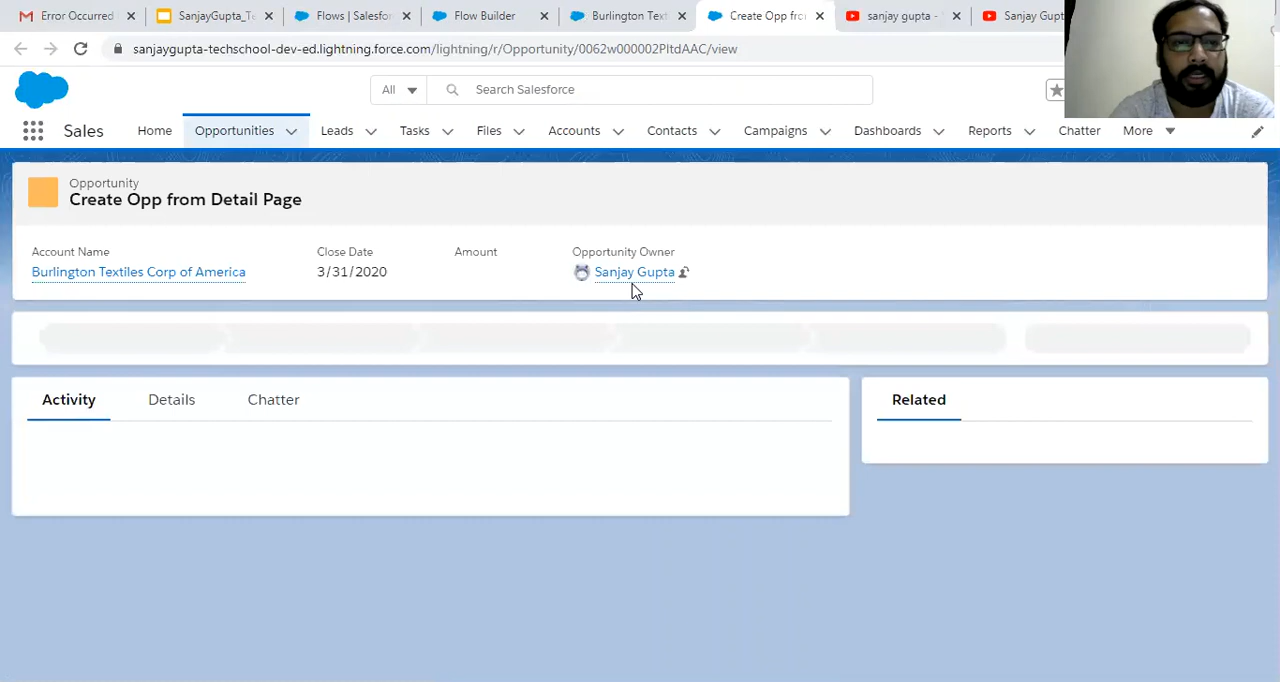 Error Occurred
SanjayGupta_Te
Flows | Salesfor
Flow Builder
Burlington Text
Create Opp fro
sanjay gupta -
Sanjay Gupt
sanjaygupta-techschool-dev-ed.lightning.force.com/lightning/r/Opportunity/0062w000002PltdAAC/view
All
Search Salesforce
Sales
Home
Opportunities
Leads
Tasks
Files
Accounts
Contacts
Campaigns
Dashboards
Reports
Chatter
More
Opportunity
Create Opp from Detail Page
Account Name
Close Date
Amount
Opportunity Owner
Burlington Textiles Corp of America
3/31/2020
Sanjay Gupta
Activity
Details
Chatter
Related